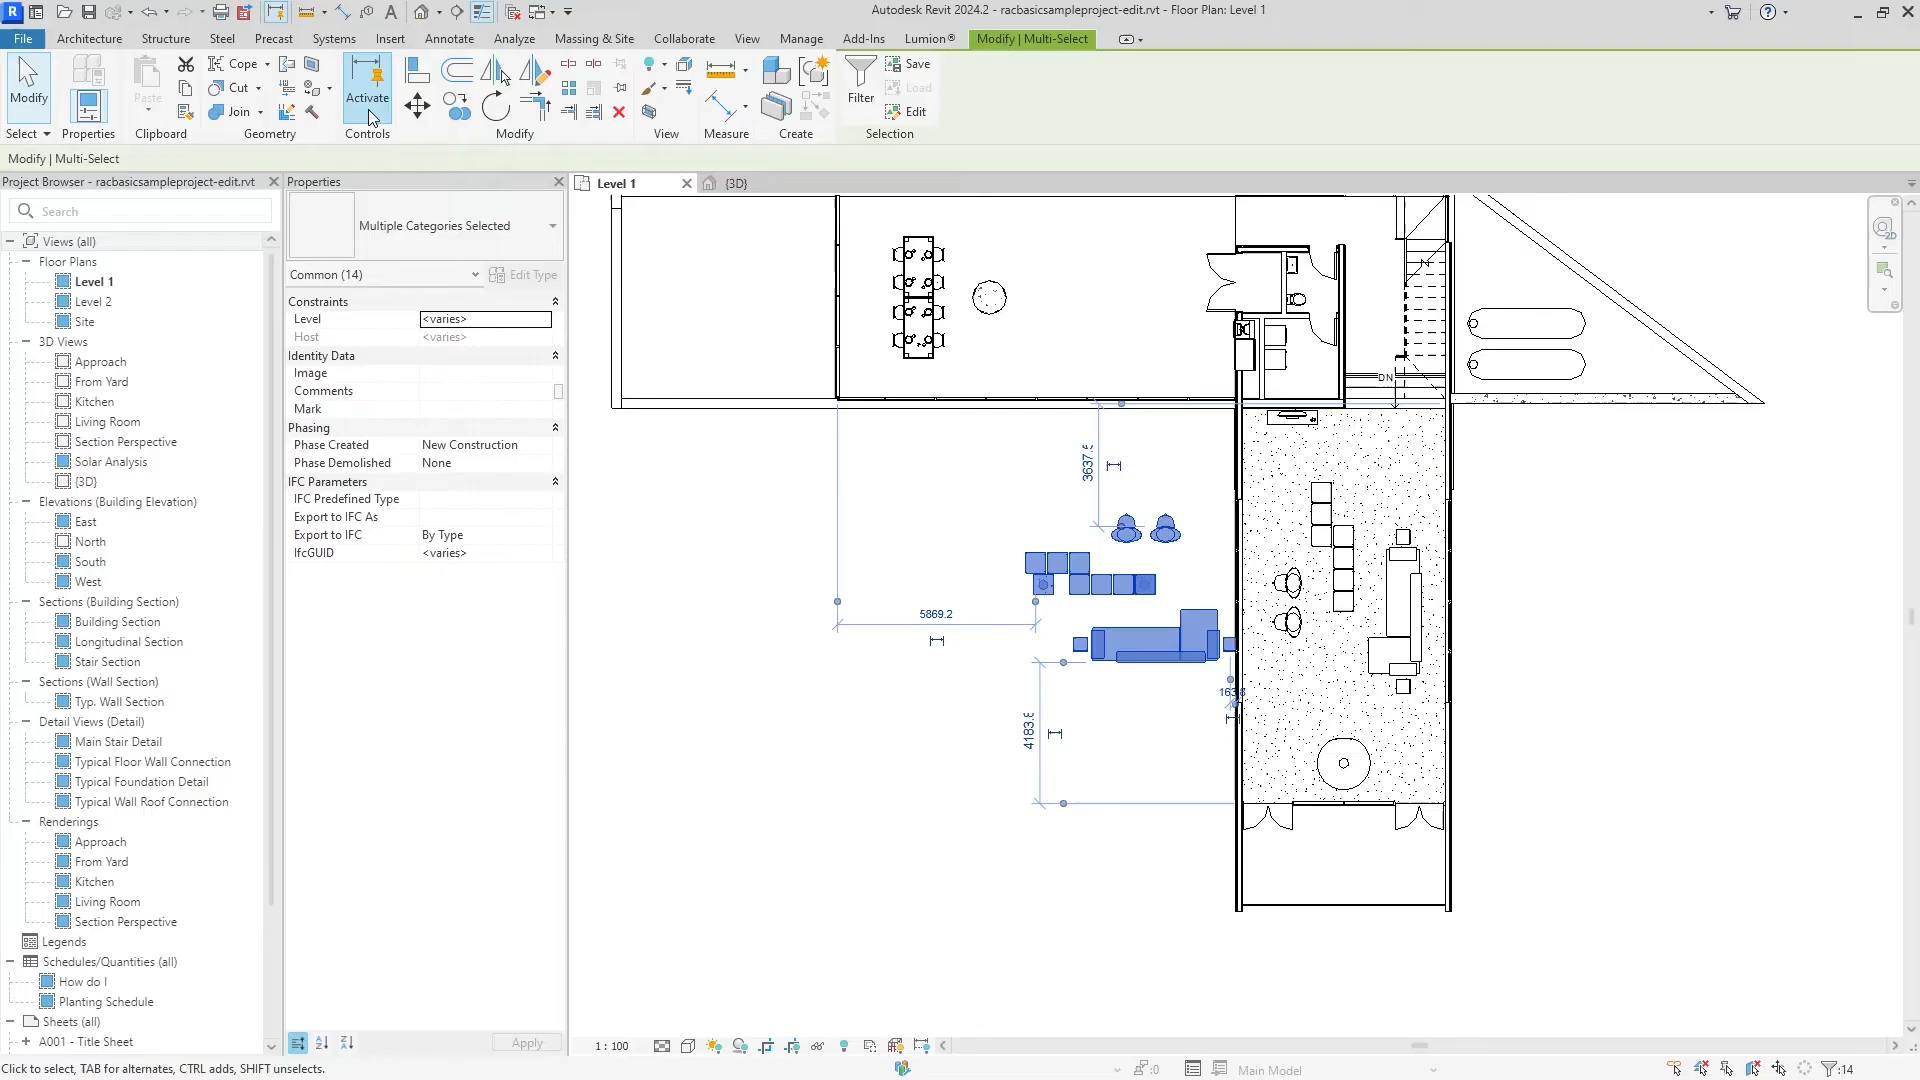 Autodesk Revit 2024.2 - racbasicsampleproject-edit.rvt - Floor Plan: Level 1
File
Architecture
Structure
Steel
Precast
Systems
Insert
Annotate
Analyze
Massing & Site
Collaborate
View
Manage
Add-Ins
Lumion®
Modify | Multi-Select
Modify
Select
Properties
Paste
Clipboard
Cope
Cut
Join
Geometry
Activate
Controls
Modify
View
Measure
Create
Filter
Save
Load
Edit
Selection
Modify | Multi-Select
Project Browser - racbasicsampleproject-edit.rvt
Search
Views (all)
Floor Plans
Level 1
Level 2
Site
3D Views
Approach
From Yard
Kitchen
Living Room
Section Perspective
Solar Analysis
{3D}
Elevations (Building Elevation)
East
North
South
West
Sections (Building Section)
Building Section
Longitudinal Section
Stair Section
Sections (Wall Section)
Typ. Wall Section
Detail Views (Detail)
Main Stair Detail
Typical Floor Wall Connection
Typical Foundation Detail
Typical Wall Roof Connection
Renderings
Approach
From Yard
Kitchen
Living Room
Section Perspective
Legends
Schedules/Quantities (all)
How do I
Planting Schedule
Sheets (all)
A001 - Title Sheet
Properties
Multiple Categories Selected
Common (14)
Edit Type
Constraints
Level <varies>
Host <varies>
Identity Data
Image
Comments
Mark
Phasing
Phase Created New Construction
Phase Demolished None
IFC Parameters
IFC Predefined Type
Export to IFC As
Export to IFC By Type
IfcGUID <varies>
Apply
Level 1
{3D}
2D
DN
5869.2
1 : 100
Click to select, TAB for alternates, CTRL adds, SHIFT unselects.
:0
Main Model
:14